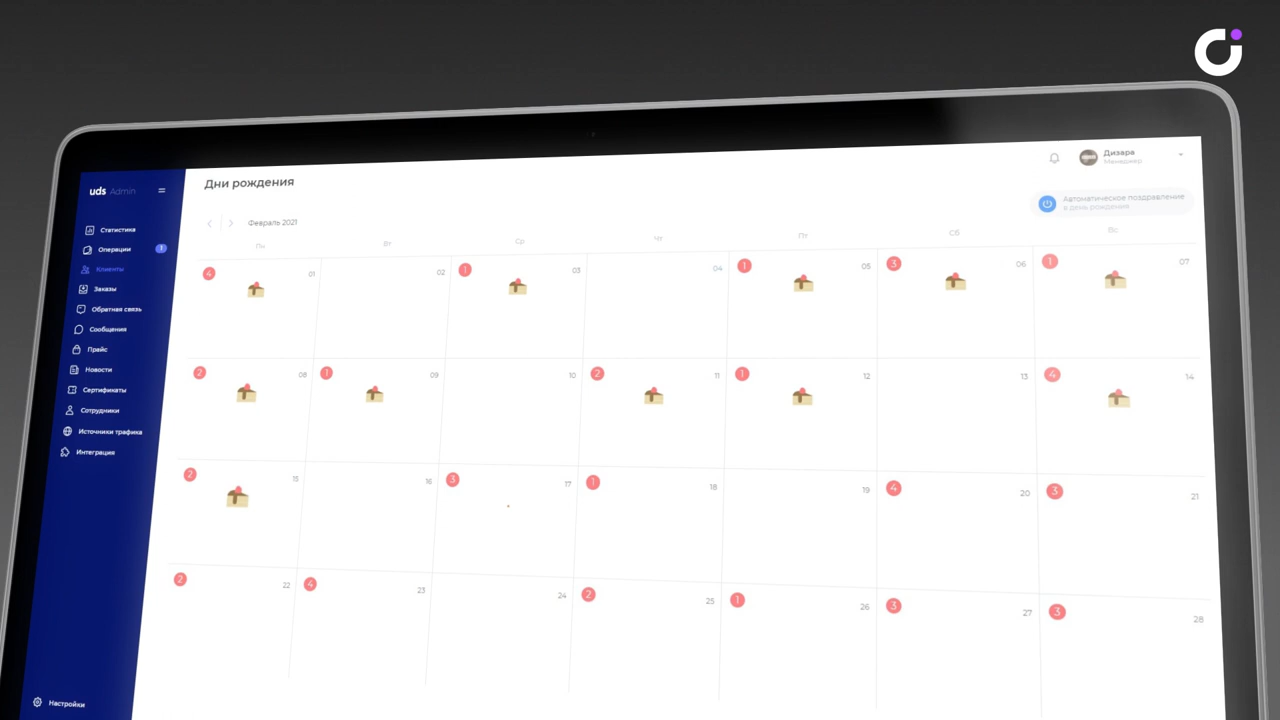 Дни рождения
Дизара
Менеджер
uds Admin
Февраль 2021
Автоматическое поздравление
в день рождения
Пн Вт Ср Чт Пт Сб Вс
Статистика
Операции 1
Клиенты
Заказы
Обратная связь
Сообщения
Прайс
Новости
Сертификаты
Сотрудники
Источники трафика
Интеграция
Настройки
4 01 02 1 03 04 1 05 3 06 1 07
2 08 1 09 10 2 11 1 12 13 4 14
2 15 16 3 17 1 18 19 4 20 3 21
2 22 4 23 24 2 25 1 26 3 27 3 28